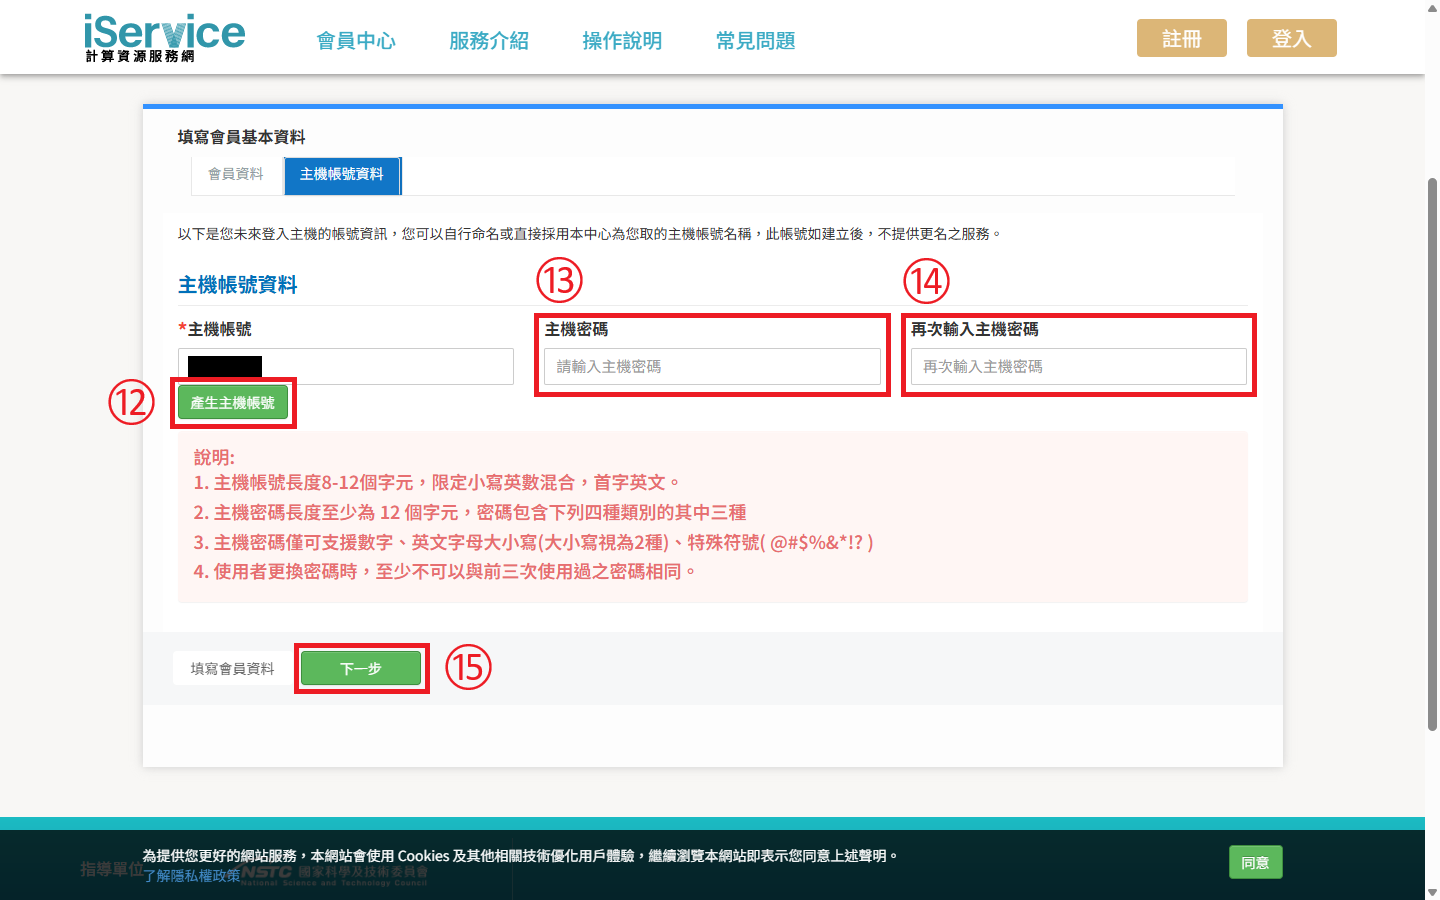 iService
計算資源服務網
會員中心
服務介紹
操作說明
常見問題
註冊
登入
填寫會員基本資料
會員資料
主機帳號資料
以下是您未來登入主機的帳號資訊，您可以自行命名或直接採用本中心為您取的主機帳號名稱，此帳號如建立後，不提供更名之服務。
主機帳號資料
⑬
⑭
*主機帳號
主機密碼
再次輸入主機密碼
請輸入主機密碼
再次輸入主機密碼
⑫
產生主機帳號
說明:
1. 主機帳號長度8-12個字元，限定小寫英數混合，首字英文。
2. 主機密碼長度至少為 12 個字元，密碼包含下列四種類別的其中三種
3. 主機密碼僅可支援數字、英文字母大小寫(大小寫視為2種)、特殊符號( @#$%&*!? )
4. 使用者更換密碼時，至少不可以與前三次使用過之密碼相同。
填寫會員資料
下一步
⑮
為提供您更好的網站服務，本網站會使用 Cookies 及其他相關技術優化用戶體驗，繼續瀏覽本網站即表示您同意上述聲明。
了解隱私權政策
同意
指導單位
NSTC 國家科學及技術委員會
National Science and Technology Council